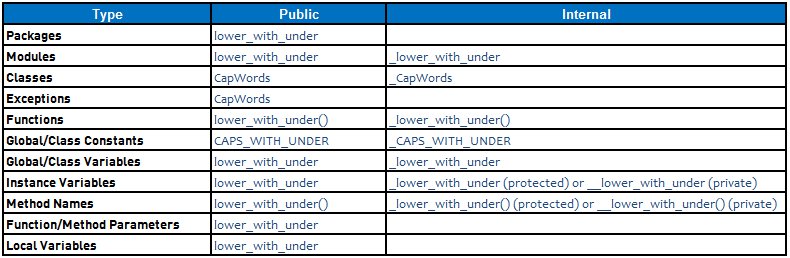 Type Public Internal
Packages lower_with_under
Modules lower_with_under _lower_with_under
Classes CapWords _CapWords
Exceptions CapWords
Functions lower_with_under() _lower_with_under()
Global/Class Constants CAPS_WITH_UNDER _CAPS_WITH_UNDER
Global/Class Variables lower_with_under _lower_with_under
Instance Variables lower_with_under _lower_with_under (protected) or __lower_with_under (private)
Method Names lower_with_under() _lower_with_under() (protected) or __lower_with_under() (private)
Function/Method Parameters lower_with_under
Local Variables lower_with_under